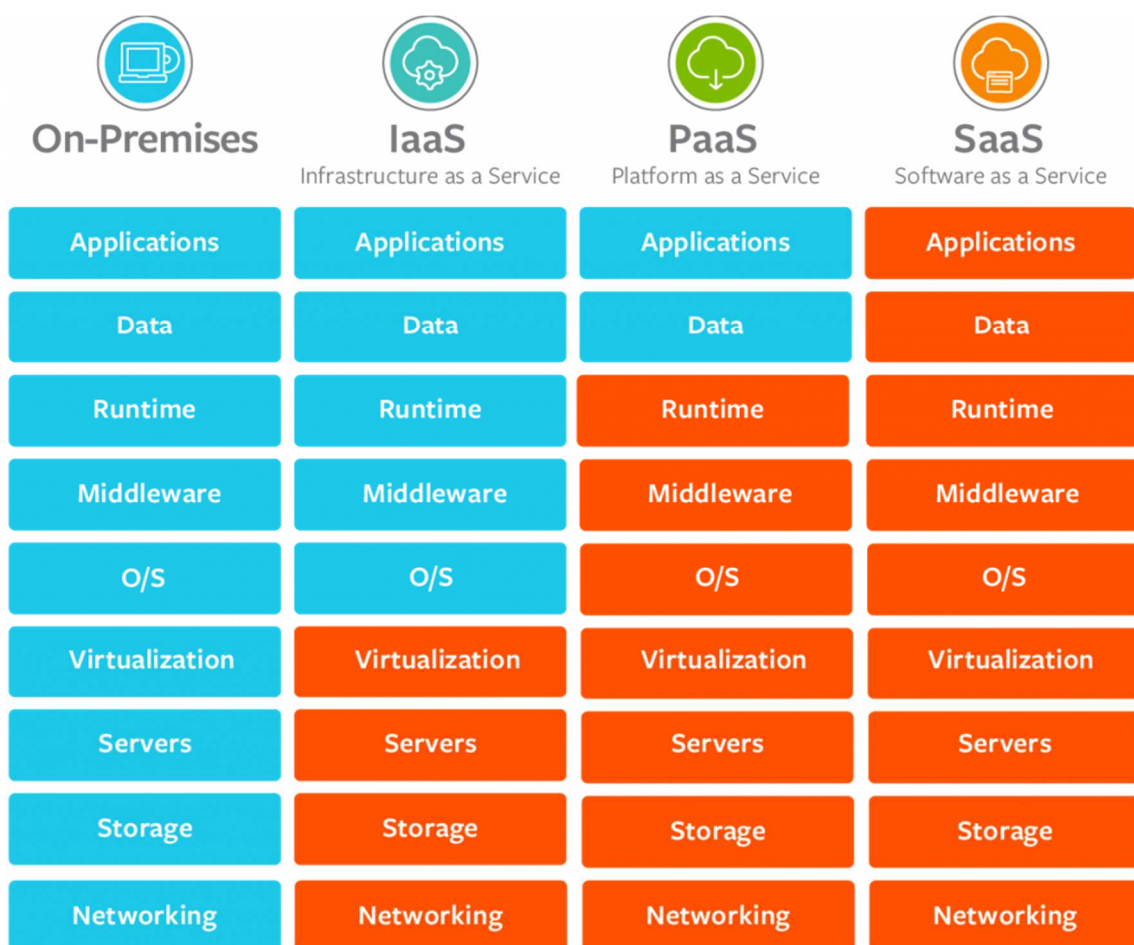 On-Premises IaaS PaaS SaaS
Infrastructure as a Service Platform as a Service Software as a Service
Applications Applications Applications Applications
Data Data Data Data
Runtime Runtime Runtime Runtime
Middleware Middleware Middleware Middleware
O/S O/S O/S O/S
Virtualization Virtualization Virtualization Virtualization
Servers Servers Servers Servers
Storage Storage Storage Storage
Networking Networking Networking Networking